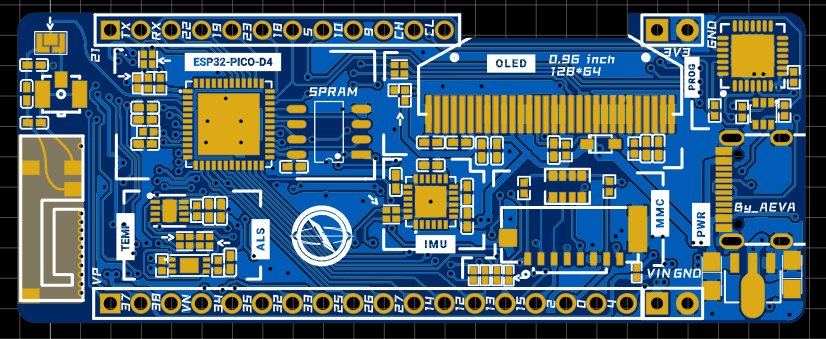 TX RX 22 19 23 18 5 10 9 CH CL
21
3V3 GND
ESP32-PICO-D4
OLED 0.96 inch
128*64
PROG
SPRAM
TEMP
ALS
IMU
MMC
PWR
By_AEVA
VIN GND
VP
37 38 VN 34 35 32 33 25 26 27 14 12 13 15 2 0 4